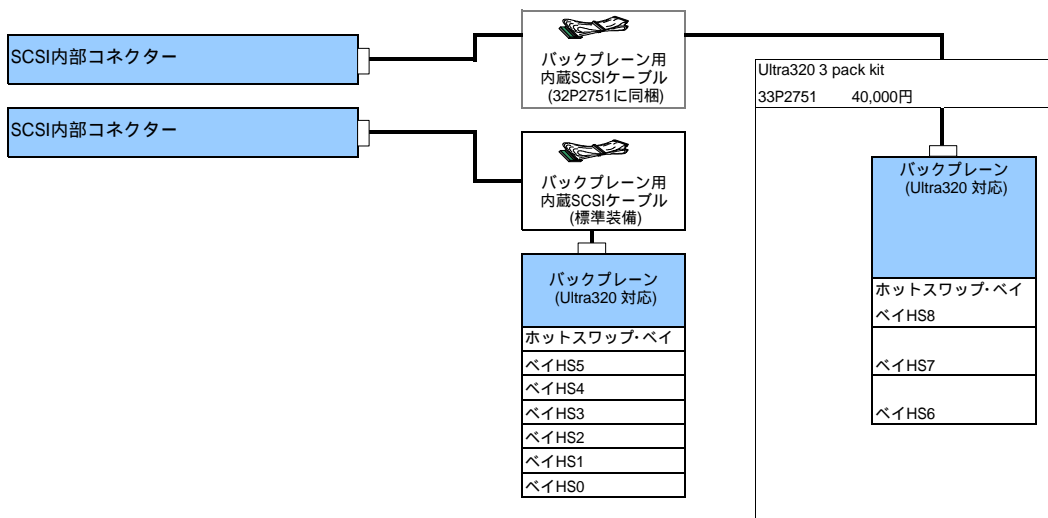 SCSI内部コネクター
バックプレーン用
内蔵SCSIケーブル
(32P2751に同梱)
Ultra320 3 pack kit
33P2751 40,000円
SCSI内部コネクター
バックプレーン用
内蔵SCSIケーブル
(標準装備)
バックプレーン
(Ultra320 対応)
ホットスワップ・ベイ
ベイHS8
ベイHS7
ベイHS6
バックプレーン
(Ultra320 対応)
ホットスワップ・ベイ
ベイHS5
ベイHS4
ベイHS3
ベイHS2
ベイHS1
ベイHS0